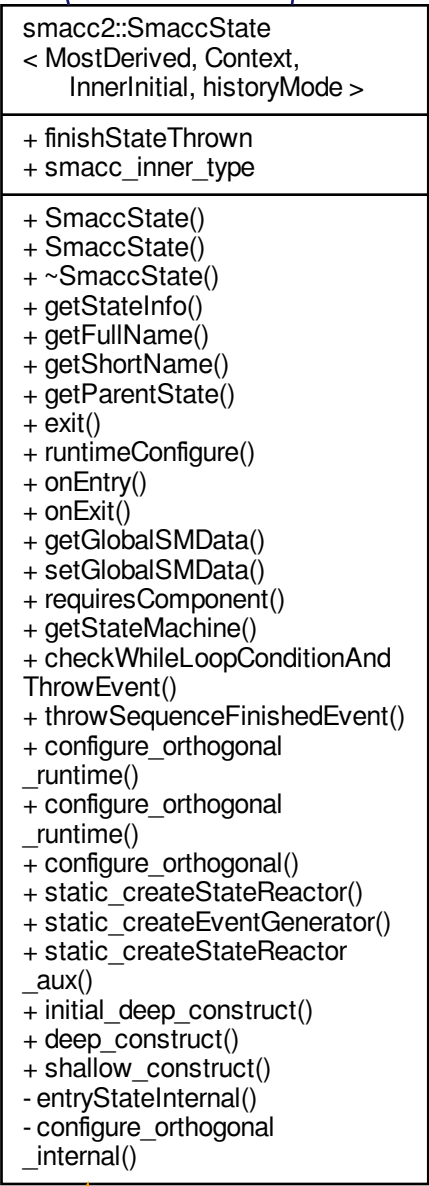 smacc2::SmaccState
< MostDerived, Context,
InnerInitial, historyMode >
+ finishStateThrown
+ smacc_inner_type
+ SmaccState()
+ SmaccState()
+ ~SmaccState()
+ getStateInfo()
+ getFullName()
+ getShortName()
+ getParentState()
+ exit()
+ runtimeConfigure()
+ onEntry()
+ onExit()
+ getGlobalSMData()
+ setGlobalSMData()
+ requiresComponent()
+ getStateMachine()
+ checkWhileLoopConditionAnd
ThrowEvent()
+ throwSequenceFinishedEvent()
+ configure_orthogonal
_runtime()
+ configure_orthogonal
_runtime()
+ configure_orthogonal()
+ static_createStateReactor()
+ static_createEventGenerator()
+ static_createStateReactor
_aux()
+ initial_deep_construct()
+ deep_construct()
+ shallow_construct()
- entryStateInternal()
- configure_orthogonal
_internal()